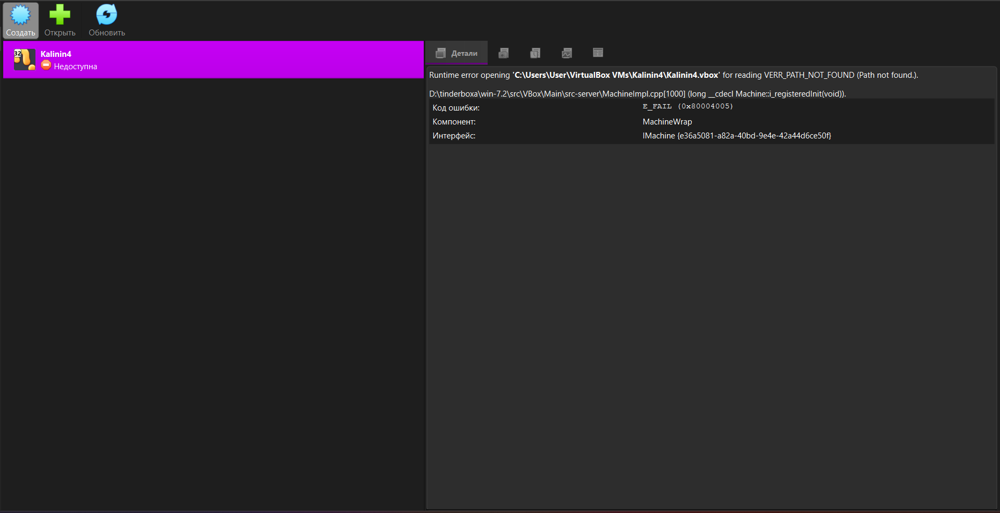 Создать
Открыть
Обновить
32
Kalinin4
Недоступна
Детали
Runtime error opening 'C:\Users\User\VirtualBox VMs\Kalinin4\Kalinin4.vbox' for reading VERR_PATH_NOT_FOUND (Path not found.).
D:\tinderboxa\win-7.2\src\VBox\Main\src-server\MachineImpl.cpp[1000] (long __cdecl Machine::i_registeredInit(void)).
Код ошибки: E_FAIL (0x80004005)
Компонент: MachineWrap
Интерфейс: IMachine {e36a5081-a82a-40bd-9e4e-42a44d6ce50f}